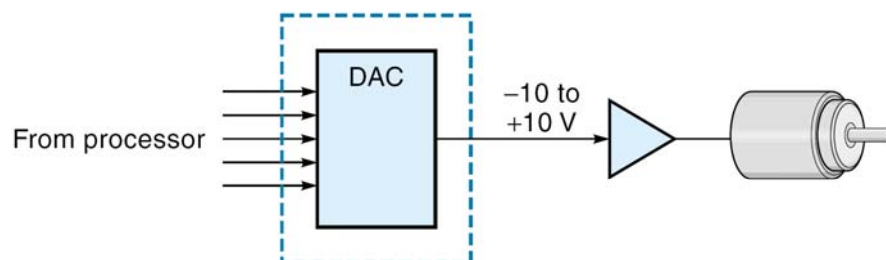 From processor
DAC
–10 to
+10 V